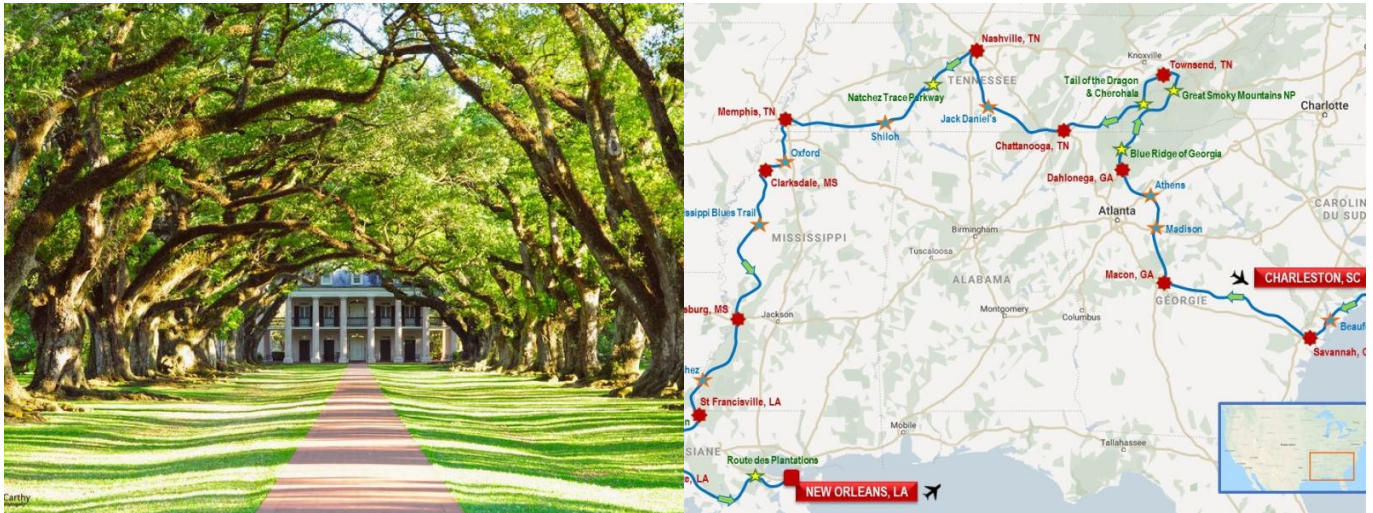 Carthy
Nashville, TN
Knoxville
Townsend, TN
TENNESSEE
Tail of the Dragon
& Cherohala
Great Smoky Mountains NP
Natchez Trace Parkway
Charlotte
Jack Daniel's
Memphis, TN
Shiloh
Chattanooga, TN
Oxford
Blue Ridge of Georgia
Clarksdale, MS
Dahlonega, GA
Athens
CAROLIN
DU SUD
Atlanta
ssippi Blues Trail
Madison
MISSISSIPPI
Birmingham
Tuscaloosa
ALABAMA
Macon, GA
CHARLESTON, SC
GÉORGIE
sburg, MS
Jackson
Montgomery
Columbus
Beaufo
Savannah, G
hez
St Francisville, LA
n
Mobile
Tallahassee
SIANE
Route des Plantations
e, LA
NEW ORLEANS, LA